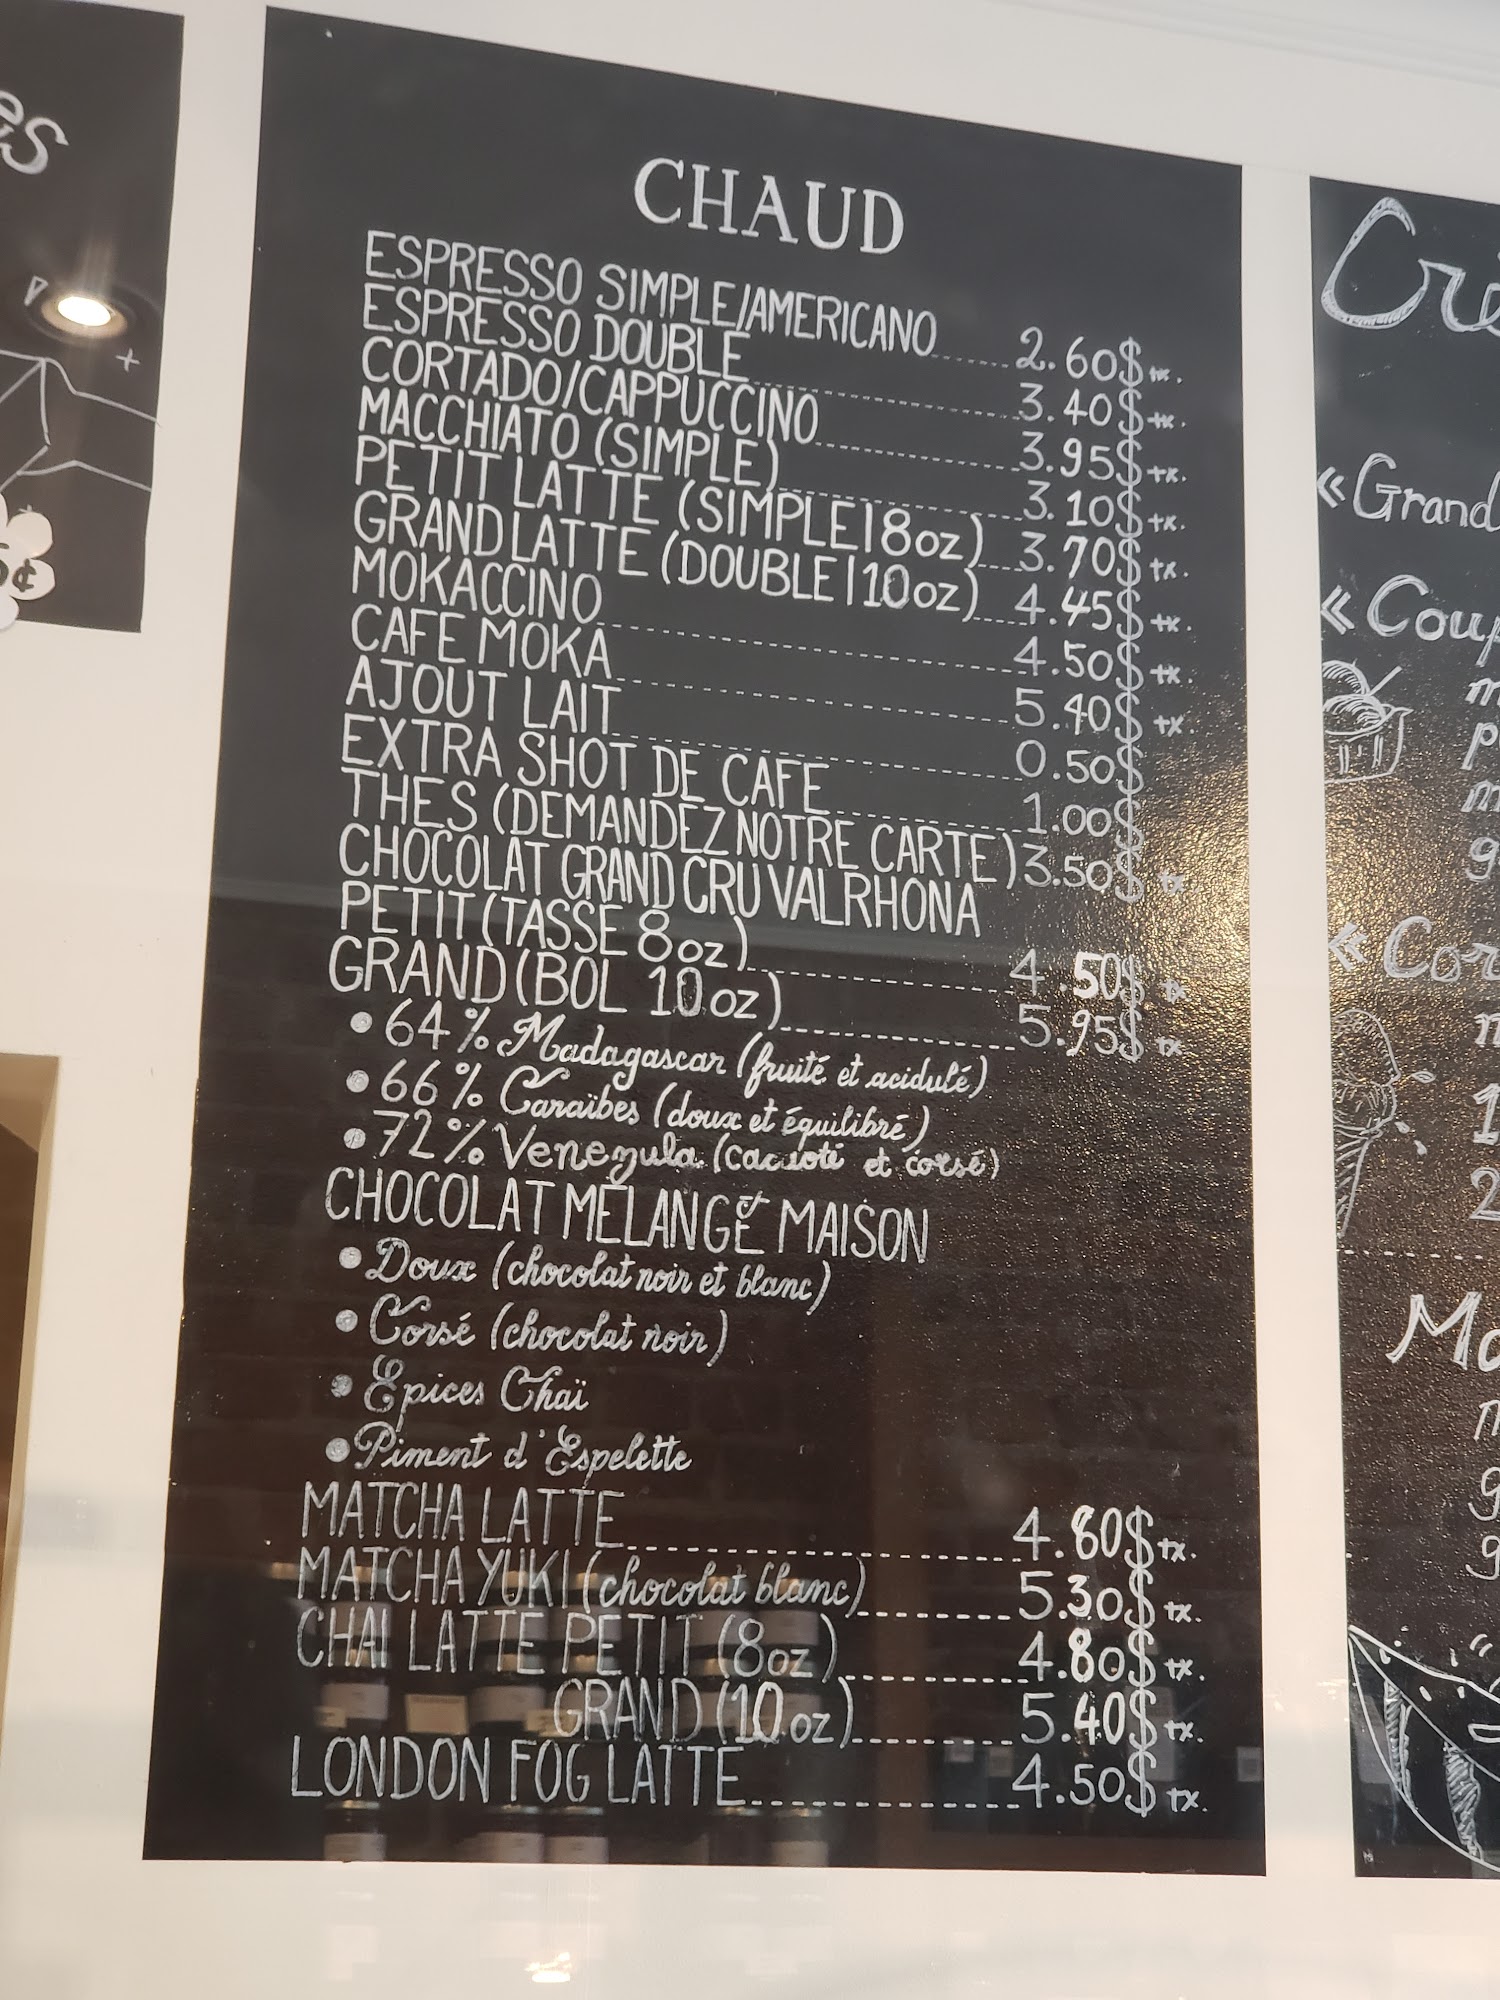 es
¢
CHAUD
ESPRESSO SIMPLE/AMERICANO......2.60$ tx.
ESPRESSO DOUBLE......3.40$ tx.
CORTADO/CAPPUCCINO......3.95$ tx.
MACCHIATO (SIMPLE)......3.10$ tx.
PETIT LATTE (SIMPLE|8oz)......3.70$ tx.
GRAND LATTE (DOUBLE|10oz)......4.45$ tx.
MOKACCINO......4.50$ tx.
CAFE MOKA......5.40$ tx.
AJOUT LAIT......0.50$
EXTRA SHOT DE CAFE......1.00$
THES (DEMANDEZ NOTRE CARTE) 3.50$ tx
CHOCOLAT GRAND CRU VALRHONA
PETIT (TASSE 8oz)......4.50$ tx
GRAND (BOL 10oz)......5.95$ tx
• 64% Madagascar (fruité et acidulé)
• 66% Caraïbes (doux et équilibré)
• 72% Venezula (cacaoté et corsé)
CHOCOLAT MELANGÉ MAISON
• Doux (chocolat noir et blanc)
• Corsé (chocolat noir)
• Epices Chaï
• Piment d'Espelette
MATCHA LATTE......4.80$ tx.
MATCHA YUKI (chocolat blanc)......5.30$ tx.
CHAI LATTE PETIT (8oz)......4.80$ tx.
GRAND (10oz)......5.40$ tx.
LONDON FOG LATTE......4.50$ tx.
Crè
«Grand
«Coup
«Cor
1
2